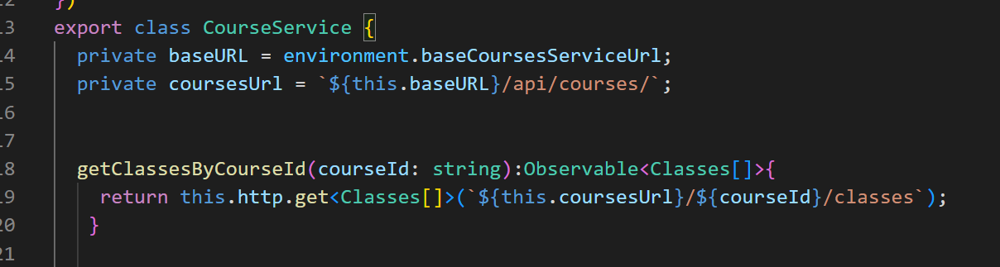 })
export class CourseService {
private baseURL = environment.baseCoursesServiceUrl;
private coursesUrl = `${this.baseURL}/api/courses/`;
getClassesByCourseId(courseId: string):Observable<Classes[]>{
return this.http.get<Classes[]>(`${this.coursesUrl}/${courseId}/classes`);
}